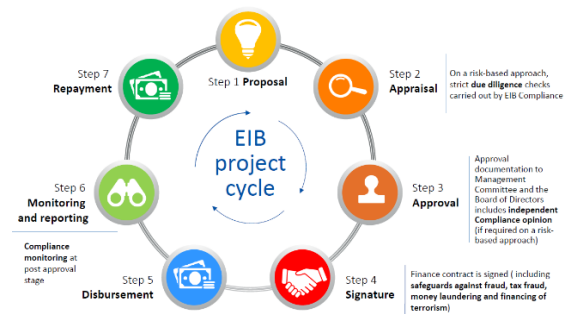 Step 1 Proposal
Step 2
Appraisal
On a risk-based approach,
strict due diligence checks
carried out by EIB Compliance
Step 3
Approval
Approval
documentation to
Management
Committee and the
Board of Directors
includes independent
Compliance opinion
(if required on a risk-
based approach)
Step 4
Signature
Finance contract is signed ( including
safeguards against fraud, tax fraud,
money laundering and financing of
terrorism)
Step 5
Disbursement
Step 6
Monitoring
and reporting
Compliance
monitoring at
post approval
stage
Step 7
Repayment
EIB
project
cycle